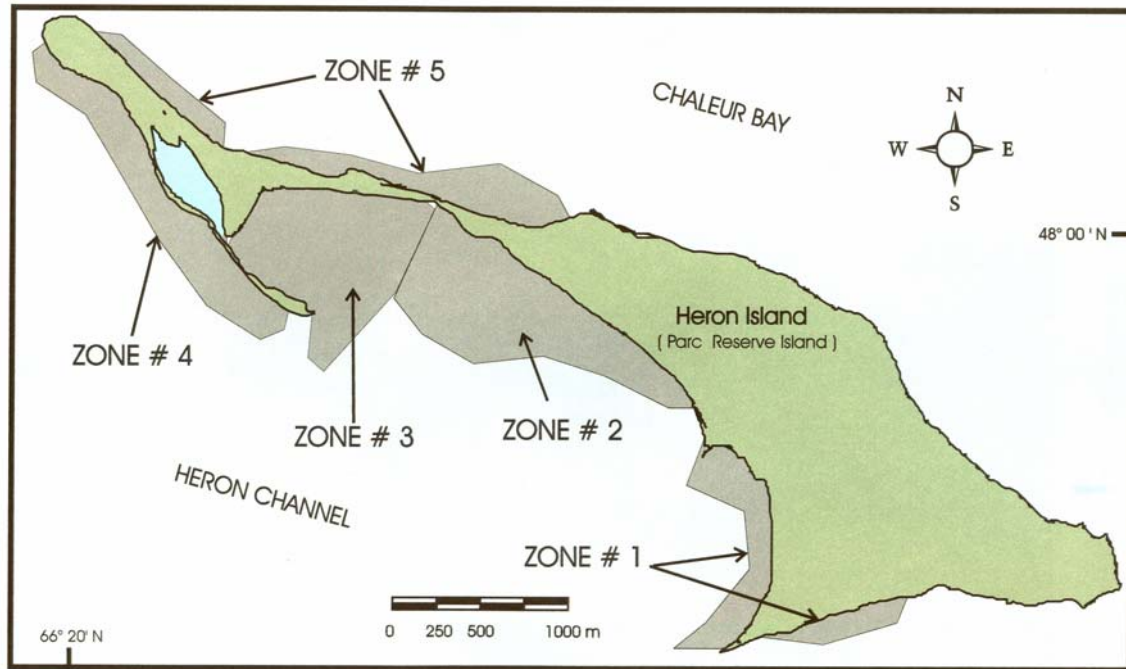 ZONE # 5
CHALEUR BAY
N
W E
S
48° 00 ' N
Heron Island
( Parc Reserve Island )
ZONE # 4
ZONE # 3
ZONE # 2
HERON CHANNEL
ZONE # 1
0 250 500 1000 m
66° 20' N